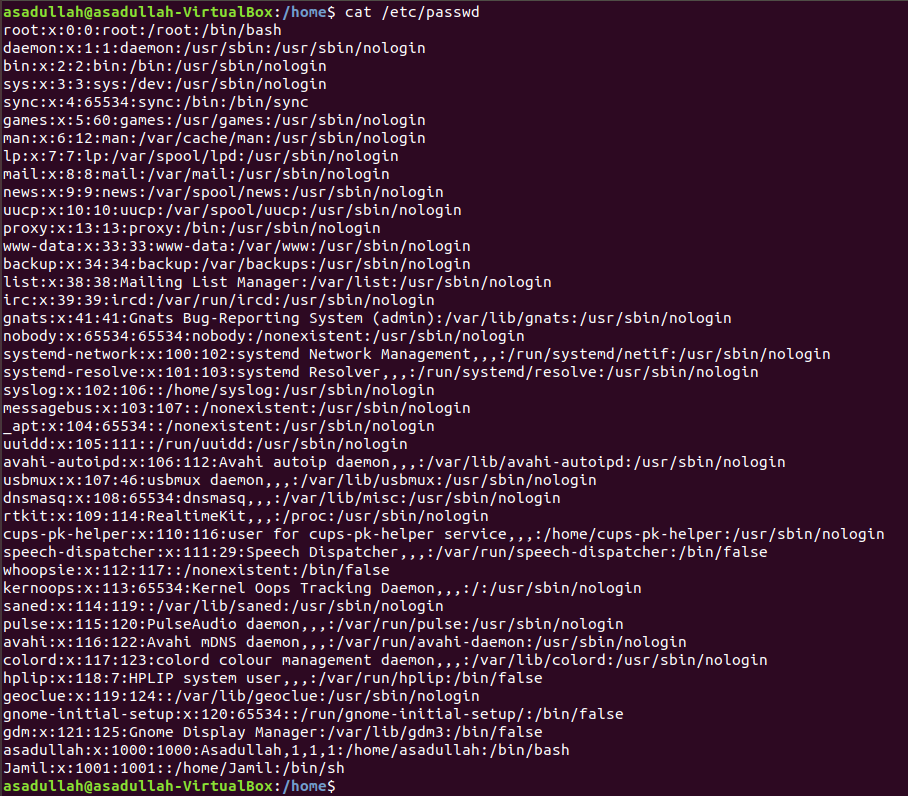 asadullah@asadullah-VirtualBox:/home$ cat /etc/passwd
root:x:0:0:root:/root:/bin/bash
daemon:x:1:1:daemon:/usr/sbin:/usr/sbin/nologin
bin:x:2:2:bin:/bin:/usr/sbin/nologin
sys:x:3:3:sys:/dev:/usr/sbin/nologin
sync:x:4:65534:sync:/bin:/bin/sync
games:x:5:60:games:/usr/games:/usr/sbin/nologin
man:x:6:12:man:/var/cache/man:/usr/sbin/nologin
lp:x:7:7:lp:/var/spool/lpd:/usr/sbin/nologin
mail:x:8:8:mail:/var/mail:/usr/sbin/nologin
news:x:9:9:news:/var/spool/news:/usr/sbin/nologin
uucp:x:10:10:uucp:/var/spool/uucp:/usr/sbin/nologin
proxy:x:13:13:proxy:/bin:/usr/sbin/nologin
www-data:x:33:33:www-data:/var/www:/usr/sbin/nologin
backup:x:34:34:backup:/var/backups:/usr/sbin/nologin
list:x:38:38:Mailing List Manager:/var/list:/usr/sbin/nologin
irc:x:39:39:ircd:/var/run/ircd:/usr/sbin/nologin
gnats:x:41:41:Gnats Bug-Reporting System (admin):/var/lib/gnats:/usr/sbin/nologin
nobody:x:65534:65534:nobody:/nonexistent:/usr/sbin/nologin
systemd-network:x:100:102:systemd Network Management,,,:/run/systemd/netif:/usr/sbin/nologin
systemd-resolve:x:101:103:systemd Resolver,,,:/run/systemd/resolve:/usr/sbin/nologin
syslog:x:102:106::/home/syslog:/usr/sbin/nologin
messagebus:x:103:107::/nonexistent:/usr/sbin/nologin
_apt:x:104:65534::/nonexistent:/usr/sbin/nologin
uuidd:x:105:111::/run/uuidd:/usr/sbin/nologin
avahi-autoipd:x:106:112:Avahi autoip daemon,,,:/var/lib/avahi-autoipd:/usr/sbin/nologin
usbmux:x:107:46:usbmux daemon,,,:/var/lib/usbmux:/usr/sbin/nologin
dnsmasq:x:108:65534:dnsmasq,,,:/var/lib/misc:/usr/sbin/nologin
rtkit:x:109:114:RealtimeKit,,,:/proc:/usr/sbin/nologin
cups-pk-helper:x:110:116:user for cups-pk-helper service,,,:/home/cups-pk-helper:/usr/sbin/nologin
speech-dispatcher:x:111:29:Speech Dispatcher,,,:/var/run/speech-dispatcher:/bin/false
whoopsie:x:112:117::/nonexistent:/bin/false
kernoops:x:113:65534:Kernel Oops Tracking Daemon,,,:/:/usr/sbin/nologin
saned:x:114:119::/var/lib/saned:/usr/sbin/nologin
pulse:x:115:120:PulseAudio daemon,,,:/var/run/pulse:/usr/sbin/nologin
avahi:x:116:122:Avahi mDNS daemon,,,:/var/run/avahi-daemon:/usr/sbin/nologin
colord:x:117:123:colord colour management daemon,,,:/var/lib/colord:/usr/sbin/nologin
hplip:x:118:7:HPLIP system user,,,:/var/run/hplip:/bin/false
geoclue:x:119:124::/var/lib/geoclue:/usr/sbin/nologin
gnome-initial-setup:x:120:65534::/run/gnome-initial-setup/:/bin/false
gdm:x:121:125:Gnome Display Manager:/var/lib/gdm3:/bin/false
asadullah:x:1000:1000:Asadullah,1,1,1:/home/asadullah:/bin/bash
Jamil:x:1001:1001::/home/Jamil:/bin/sh
asadullah@asadullah-VirtualBox:/home$